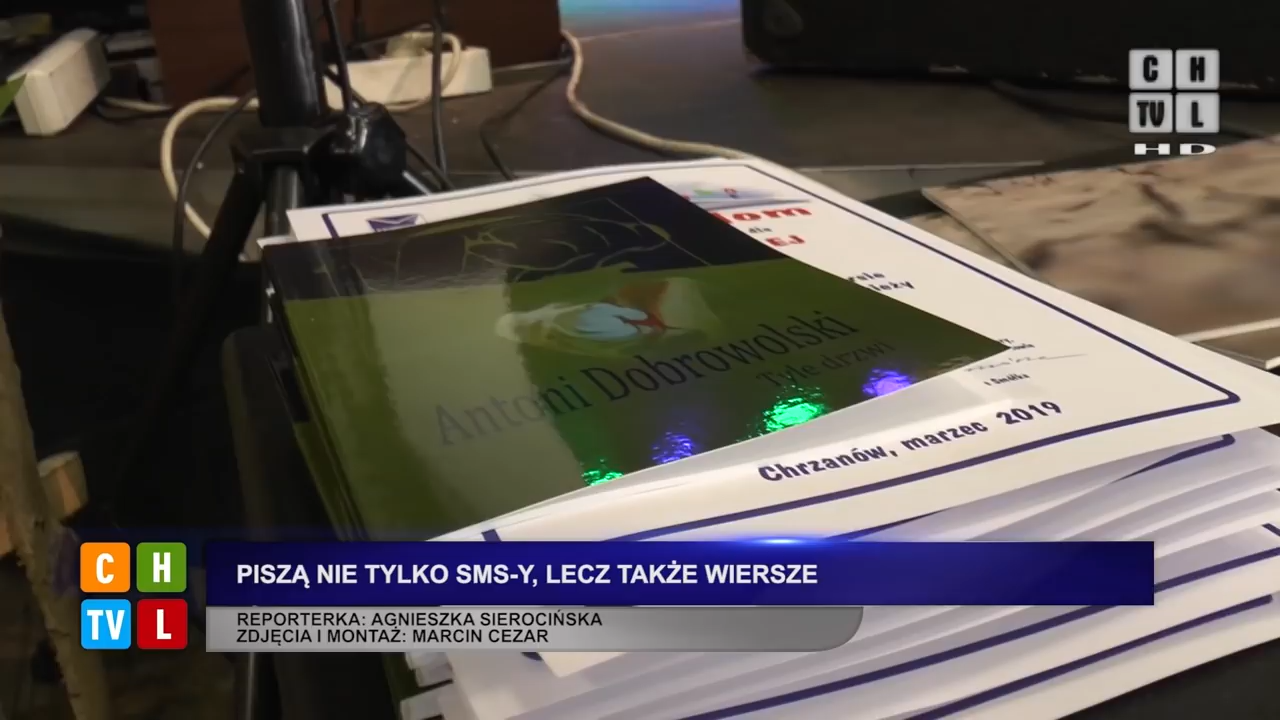 C H
TV L
HD
Antoni Dobrowolski
Tyle drzwi
dla
Chrzanów, marzec 2019
C H
TV L
PISZĄ NIE TYLKO SMS-Y, LECZ TAKŻE WIERSZE
REPORTERKA: AGNIESZKA SIEROCIŃSKA
ZDJĘCIA I MONTAŻ: MARCIN CEZAR